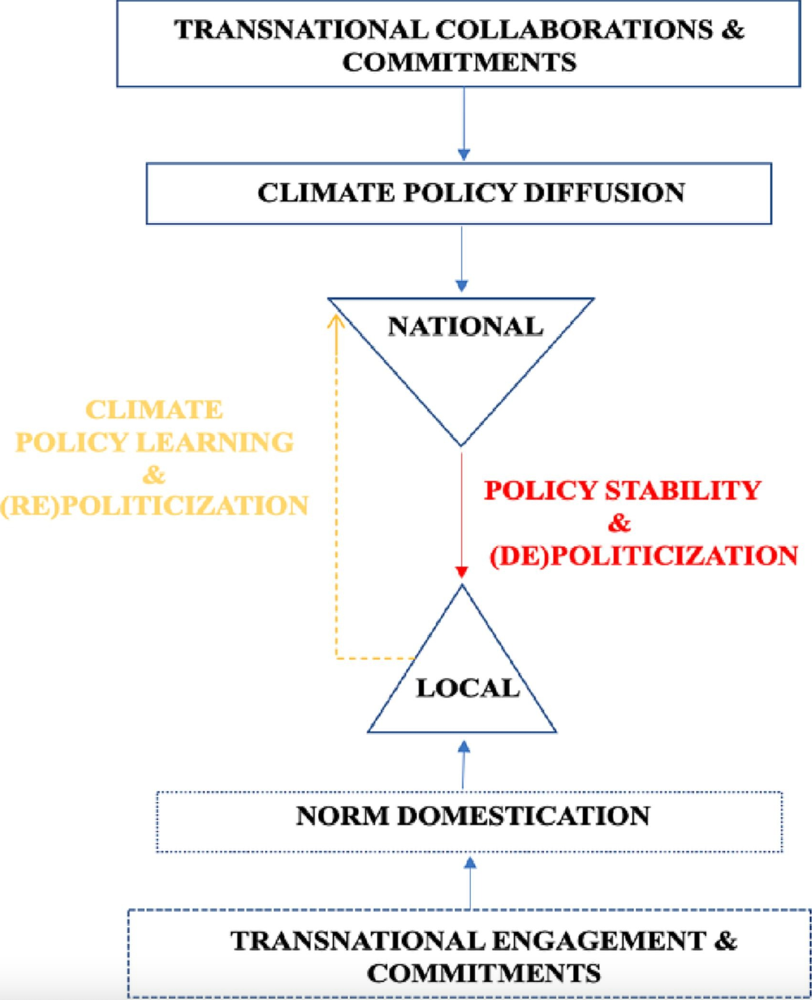 TRANSNATIONAL COLLABORATIONS &
COMMITMENTS
CLIMATE POLICY DIFFUSION
NATIONAL
CLIMATE
POLICY LEARNING
&
(RE)POLITICIZATION
POLICY STABILITY
&
(DE)POLITICIZATION
LOCAL
NORM DOMESTICATION
TRANSNATIONAL ENGAGEMENT &
COMMITMENTS